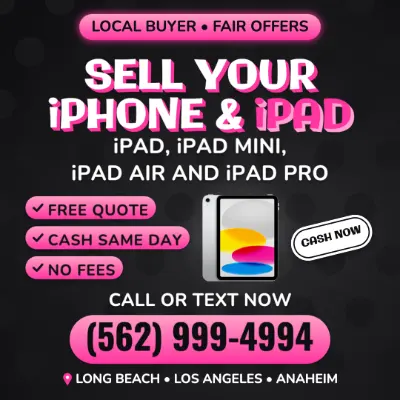 LOCAL BUYER • FAIR OFFERS
SELL YOUR
iPHONE & iPAD
iPAD, iPAD MINI,
iPAD AIR AND iPAD PRO
FREE QUOTE
CASH SAME DAY
NO FEES
CASH NOW
CALL OR TEXT NOW
(562) 999-4994
LONG BEACH • LOS ANGELES • ANAHEIM